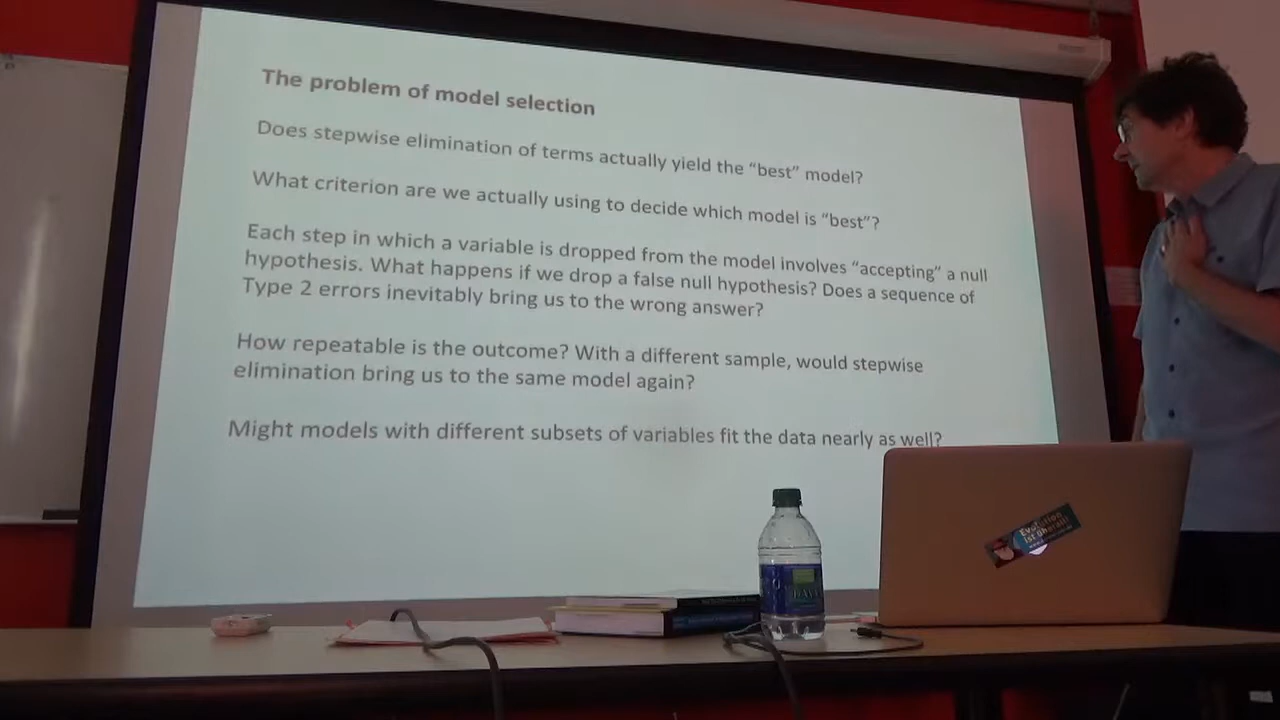 The problem of model selection
Does stepwise elimination of terms actually yield the “best” model?
What criterion are we actually using to decide which model is “best”?
Each step in which a variable is dropped from the model involves “accepting” a null
hypothesis. What happens if we drop a false null hypothesis? Does a sequence of
Type 2 errors inevitably bring us to the wrong answer?
How repeatable is the outcome? With a different sample, would stepwise
elimination bring us to the same model again?
Might models with different subsets of variables fit the data nearly as well?
Evolution
ist überall!